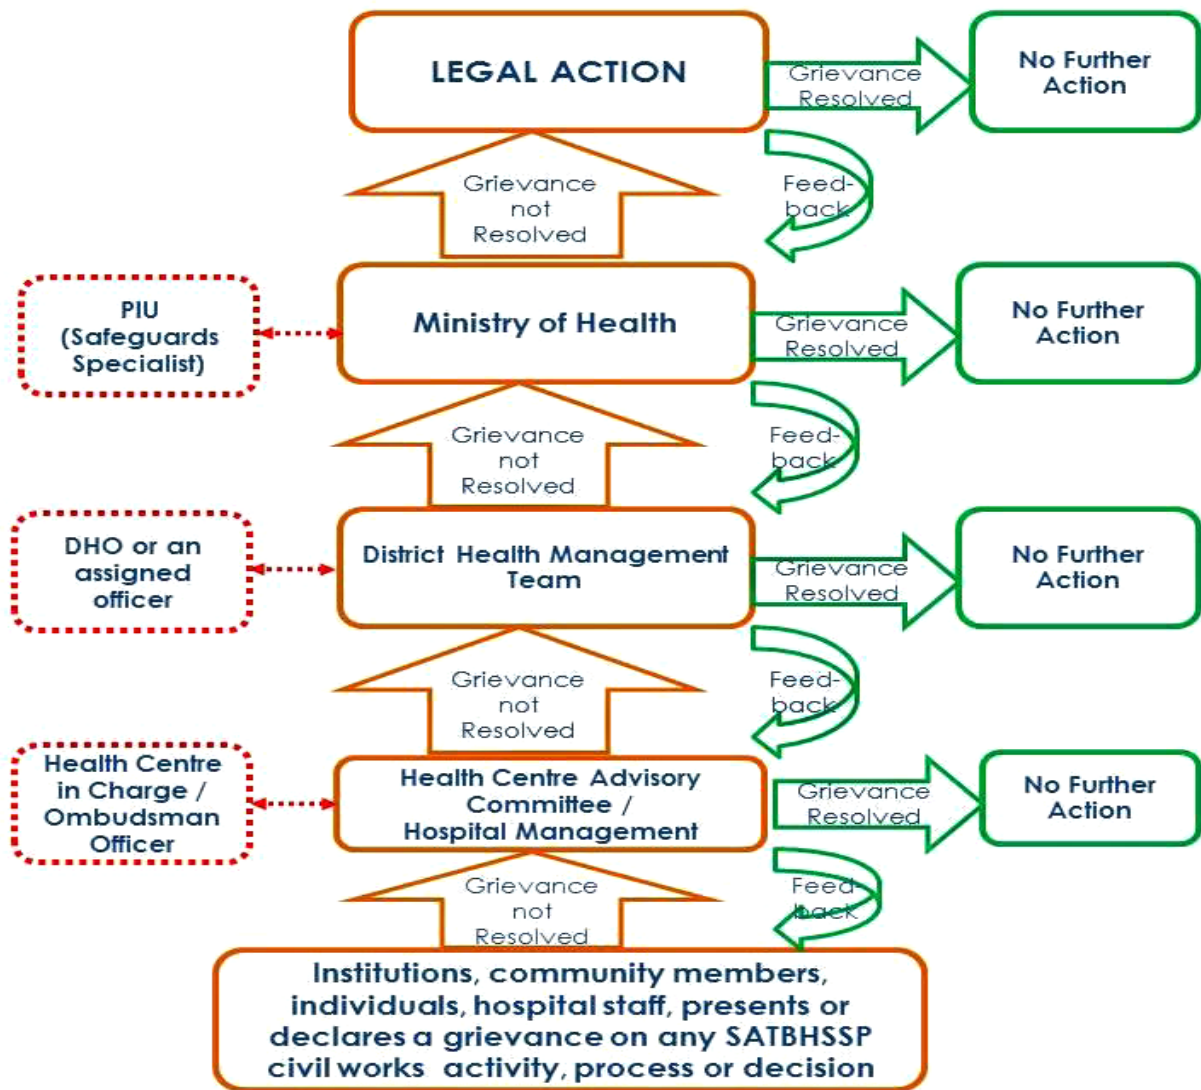 LEGAL ACTION
Grievance
Resolved
No Further
Action
Grievance
not
Resolved
Feed-
back
PIU
(Safeguards
Specialist)
Ministry of Health
Grievance
Resolved
No Further
Action
Grievance
not
Resolved
Feed-
back
DHO or an
assigned
officer
District Health Management
Team
Grievance
Resolved
No Further
Action
Grievance
not
Resolved
Feed-
back
Health Centre
in Charge /
Ombudsman
Officer
Health Centre Advisory
Committee /
Hospital Management
Grievance
Resolved
No Further
Action
Grievance
not
Resolved
Feed-
back
Institutions, community members,
individuals, hospital staff, presents or
declares a grievance on any SATBHSSP
civil works activity, process or decision